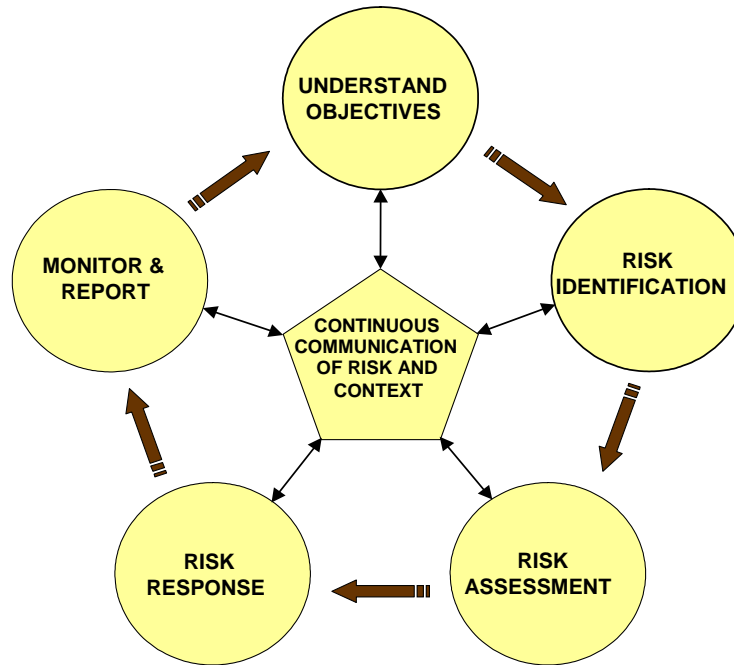 UNDERSTAND
OBJECTIVES
RISK
IDENTIFICATION
RISK
ASSESSMENT
RISK
RESPONSE
MONITOR &
REPORT
CONTINUOUS
COMMUNICATION
OF RISK AND
CONTEXT